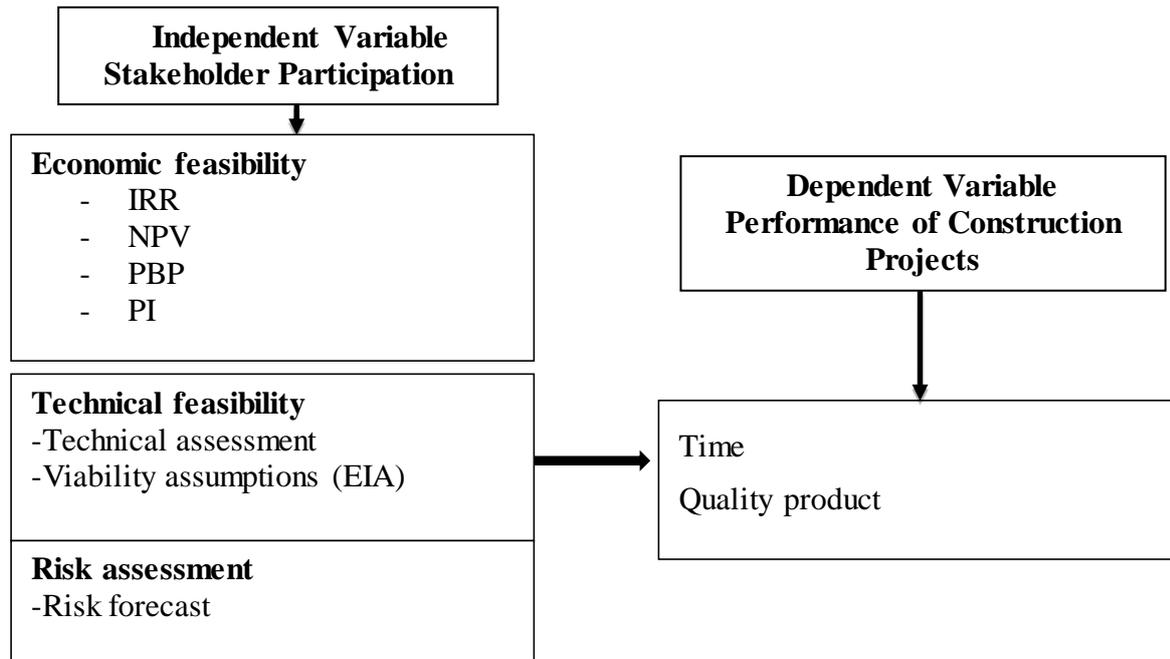 Independent Variable
Stakeholder Participation
Economic feasibility
- IRR
- NPV
- PBP
- PI
Technical feasibility
-Technical assessment
-Viability assumptions (EIA)
Risk assessment
-Risk forecast
Dependent Variable
Performance of Construction
Projects
Time
Quality product